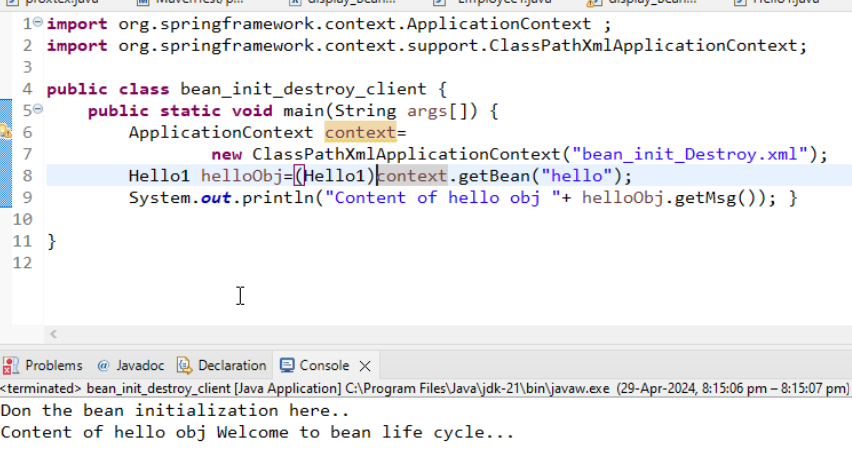 import org.springframework.context.ApplicationContext ;
import org.springframework.context.support.ClassPathXmlApplicationContext;
public class bean_init_destroy_client {
public static void main(String args[]) {
ApplicationContext context=
new ClassPathXmlApplicationContext("bean_init_Destroy.xml");
Hello1 helloObj=(Hello1)context.getBean("hello");
System.out.println("Content of hello obj "+ helloObj.getMsg()); }
}
1
2
3
4
5
6
7
8
9
10
11
12
Problems @ Javadoc Declaration Console
<terminated> bean_init_destroy_client [Java Application] C:\Program Files\Java\jdk-21\bin\javaw.exe (29-Apr-2024, 8:15:06 pm – 8:15:07 pm)
Don the bean initialization here..
Content of hello obj Welcome to bean life cycle...